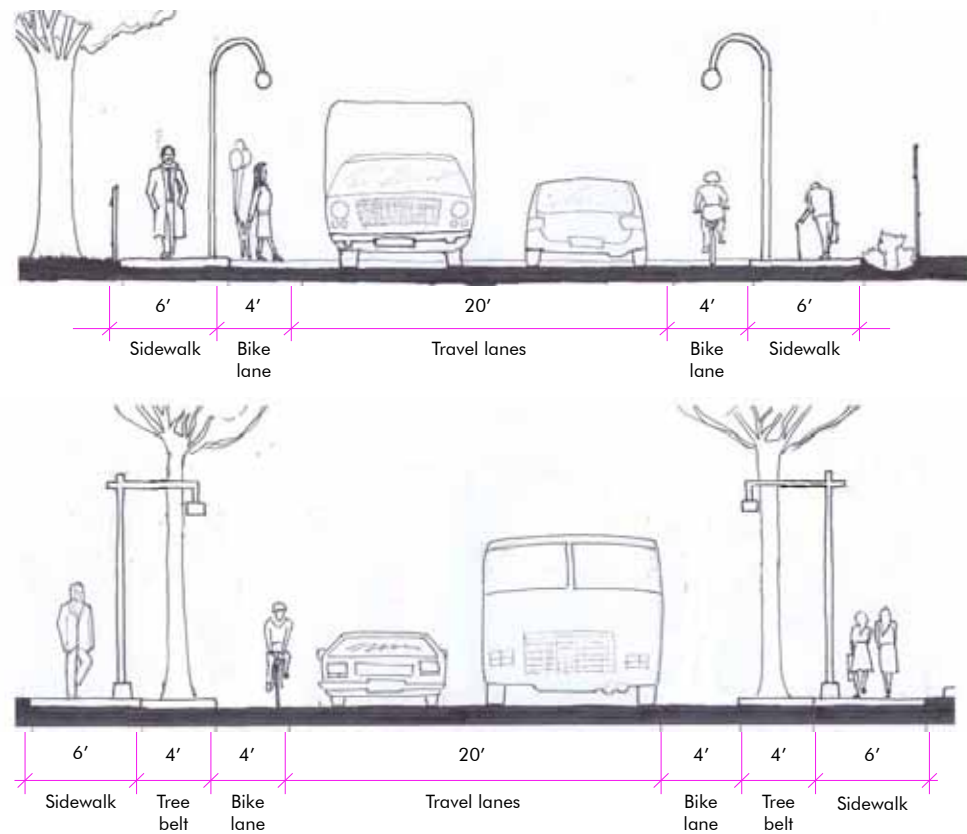 6’ 4’ 20’ 4’ 6’
Sidewalk Bike lane Travel lanes Bike lane Sidewalk
6’ 4’ 4’ 20’ 4’ 4’ 6’
Sidewalk Tree belt Bike lane Travel lanes Bike lane Tree belt Sidewalk